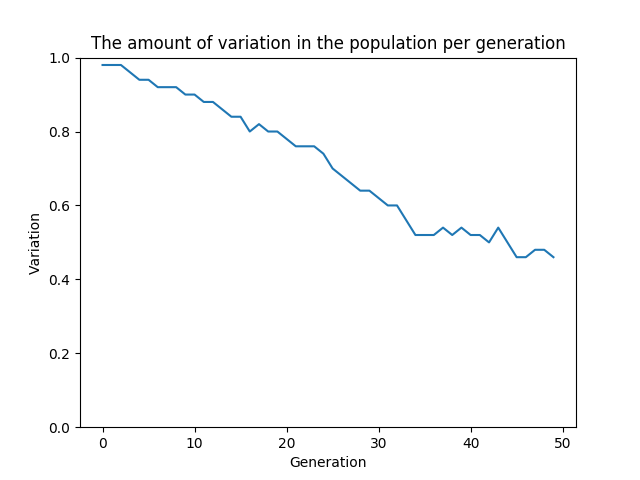 The amount of variation in the population per generation
1.0
0.8
0.6
0.4
0.2
0.0
Variation
0 10 20 30 40 50
Generation